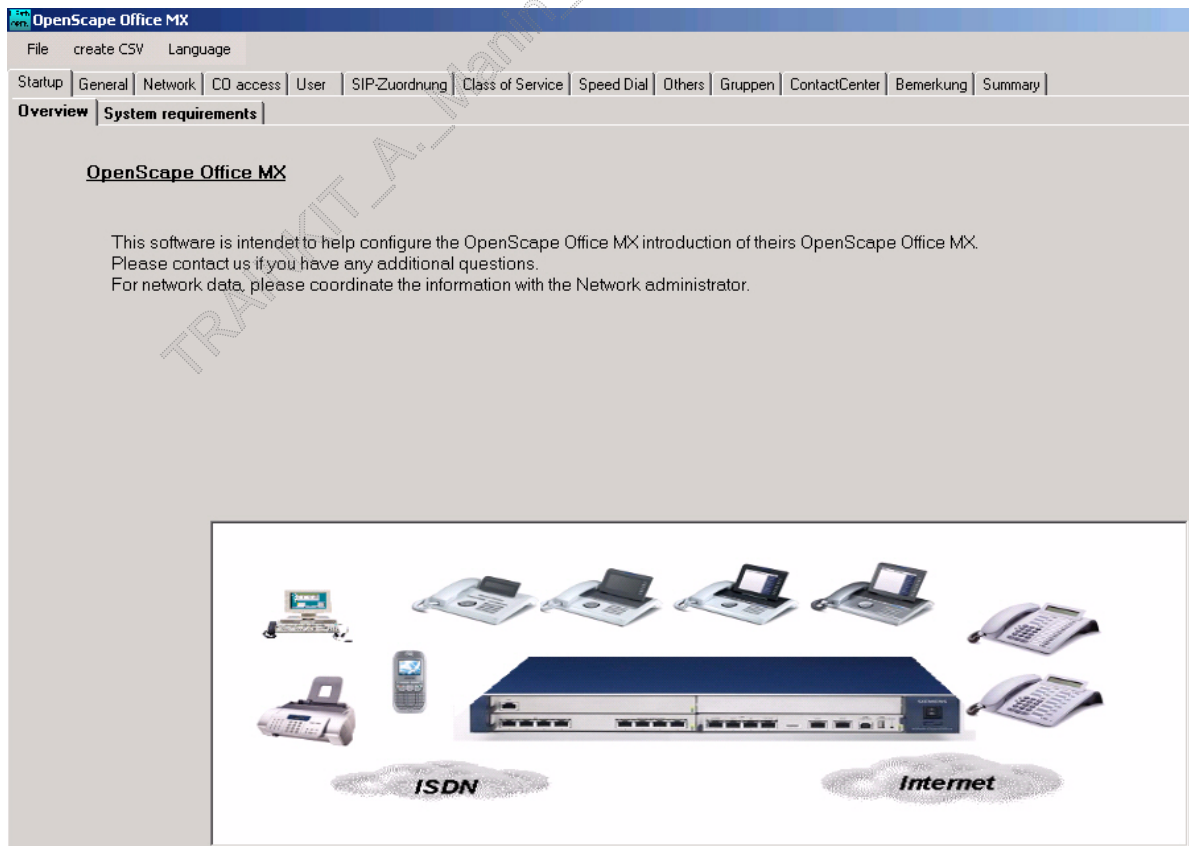 OpenScape Office MX
File create CSV Language
Startup General Network CO access User SIP-Zuordnung Class of Service Speed Dial Others Gruppen ContactCenter Bemerkung Summary
Overview System requirements
OpenScape Office MX
This software is intendet to help configure the OpenScape Office MX introduction of theirs OpenScape Office MX.
Please contact us if you have any additional questions.
For network data, please coordinate the information with the Network administrator.
TRAINKIT_A._Manin_
SIEMENS
ISDN
Internet